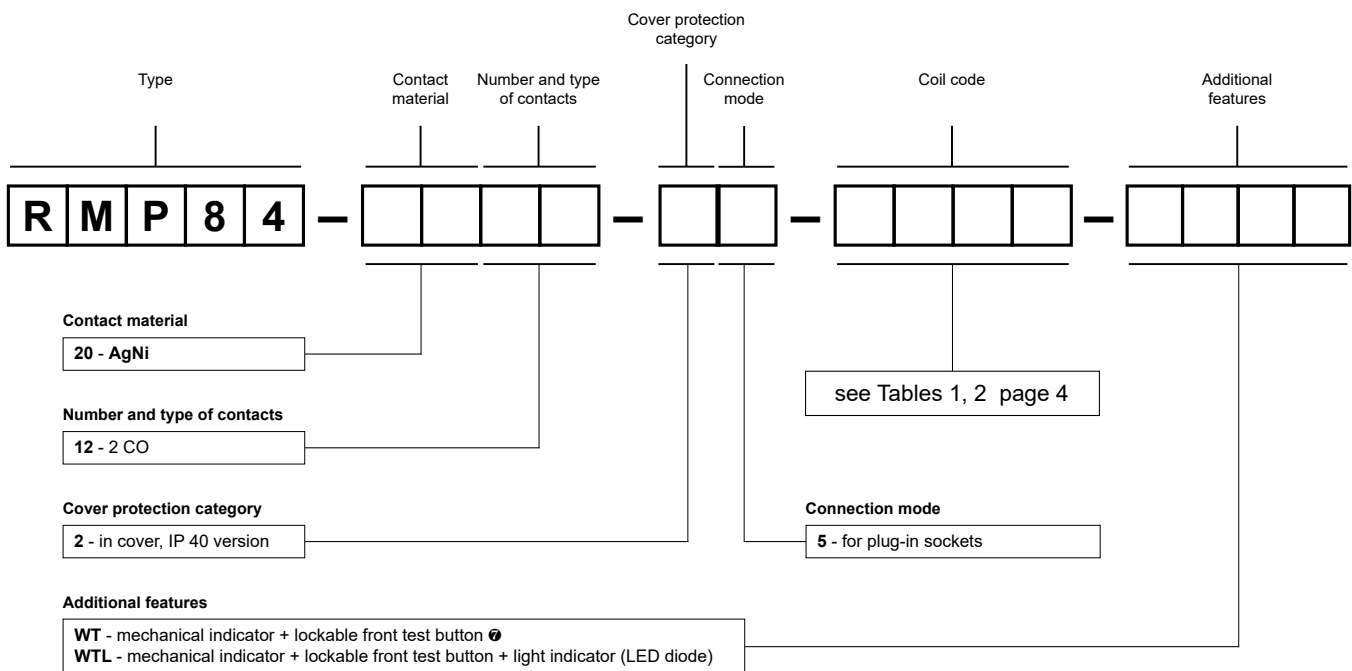 Cover protection
category
Type
Contact
material
Number and type
of contacts
Connection
mode
Coil code
Additional
features
RMP84 – – – –
Contact material
20 - AgNi
see Tables 1, 2 page 4
Number and type of contacts
12 - 2 CO
Cover protection category
2 - in cover, IP 40 version
Connection mode
5 - for plug-in sockets
Additional features
WT - mechanical indicator + lockable front test button ❼
WTL - mechanical indicator + lockable front test button + light indicator (LED diode)